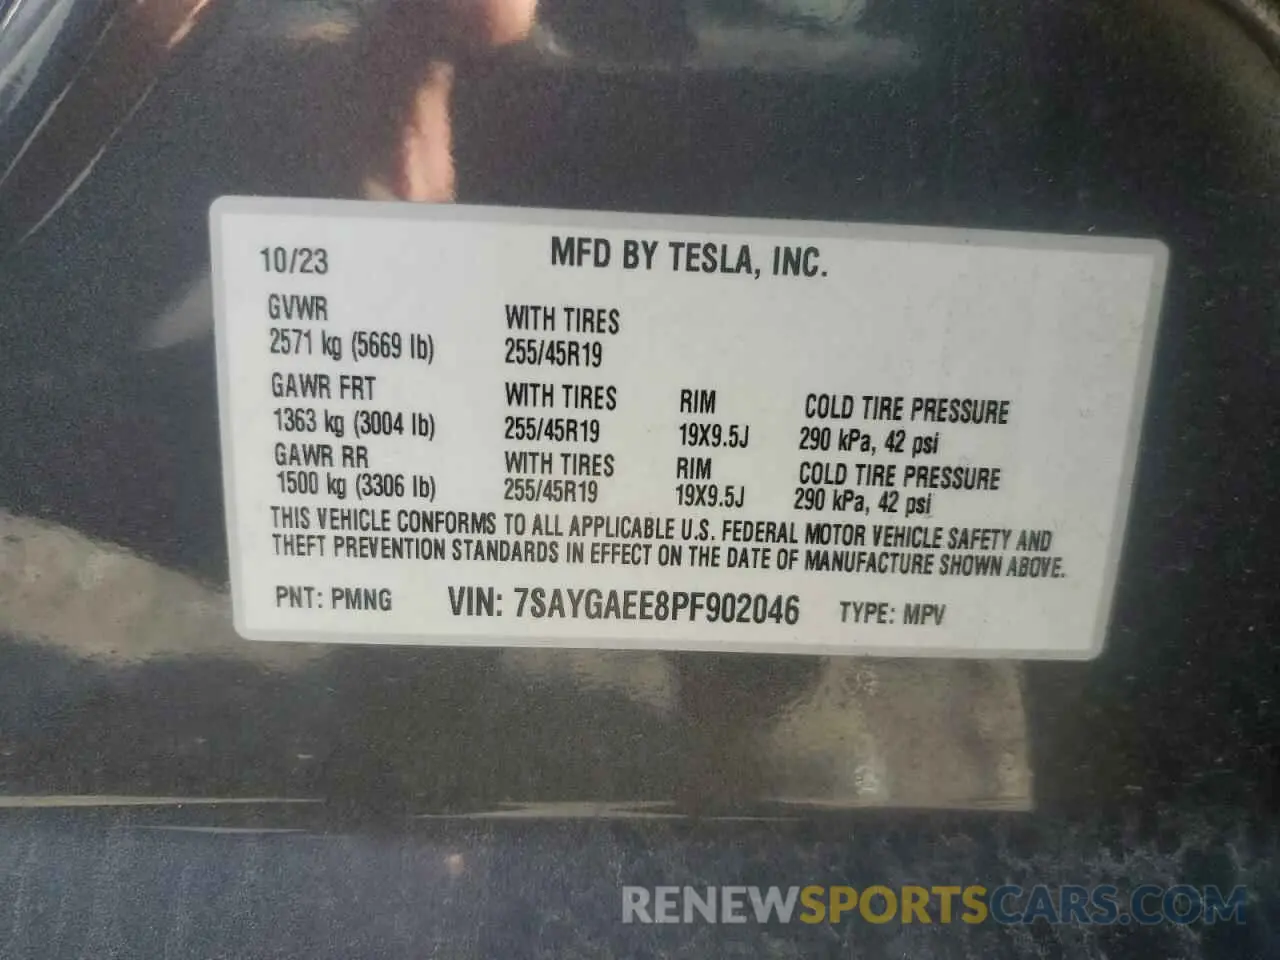 10/23 MFD BY TESLA, INC.
GVWR WITH TIRES
2571 kg (5669 lb) 255/45R19
GAWR FRT WITH TIRES RIM COLD TIRE PRESSURE
1363 kg (3004 lb) 255/45R19 19X9.5J 290 kPa, 42 psi
GAWR RR WITH TIRES RIM COLD TIRE PRESSURE
1500 kg (3306 lb) 255/45R19 19X9.5J 290 kPa, 42 psi
THIS VEHICLE CONFORMS TO ALL APPLICABLE U.S. FEDERAL MOTOR VEHICLE SAFETY AND
THEFT PREVENTION STANDARDS IN EFFECT ON THE DATE OF MANUFACTURE SHOWN ABOVE.
PNT: PMNG VIN: 7SAYGAEE8PF902046 TYPE: MPV
RENEWSPORTSCARS.COM